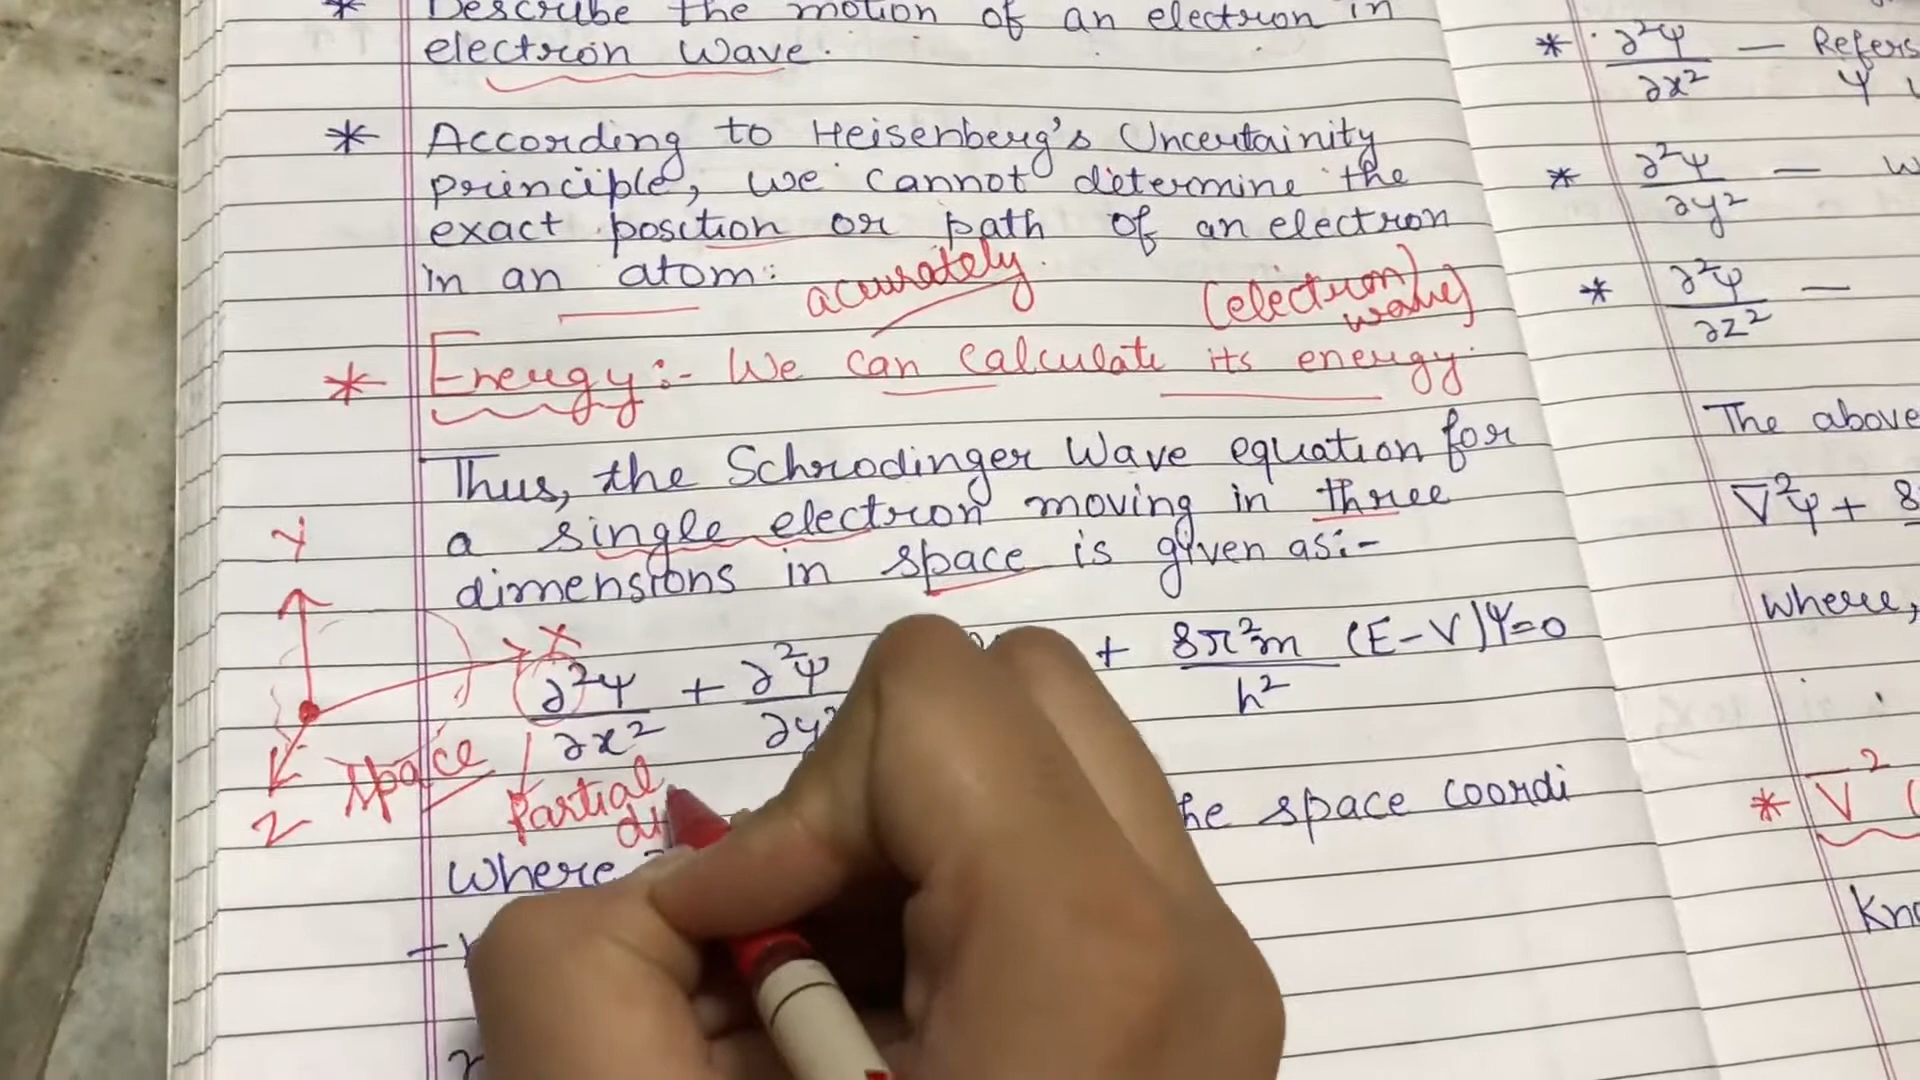 * Describe the motion of an electron in
electron wave.
* According to Heisenberg's Uncertainity
principle, we cannot determine the
exact position or path of an electron
in an atom: accurately.
(electron wave)
* Energy:- We can calculate its energy.
Thus, the Schrodinger Wave equation for
a single electron moving in three
dimensions in space is given as:-
Y
X
Z
space
∂²ψ/∂x² + ∂²ψ/∂y² + 8π²m/h² (E-V)Ψ=0
Partial
the space coordi
Where
* ∂²ψ/∂x² — Refers
ψ
* ∂²ψ/∂y² —
* ∂²ψ/∂z² —
The above
∇²ψ + 8
Where,
* ∇² (
Kno